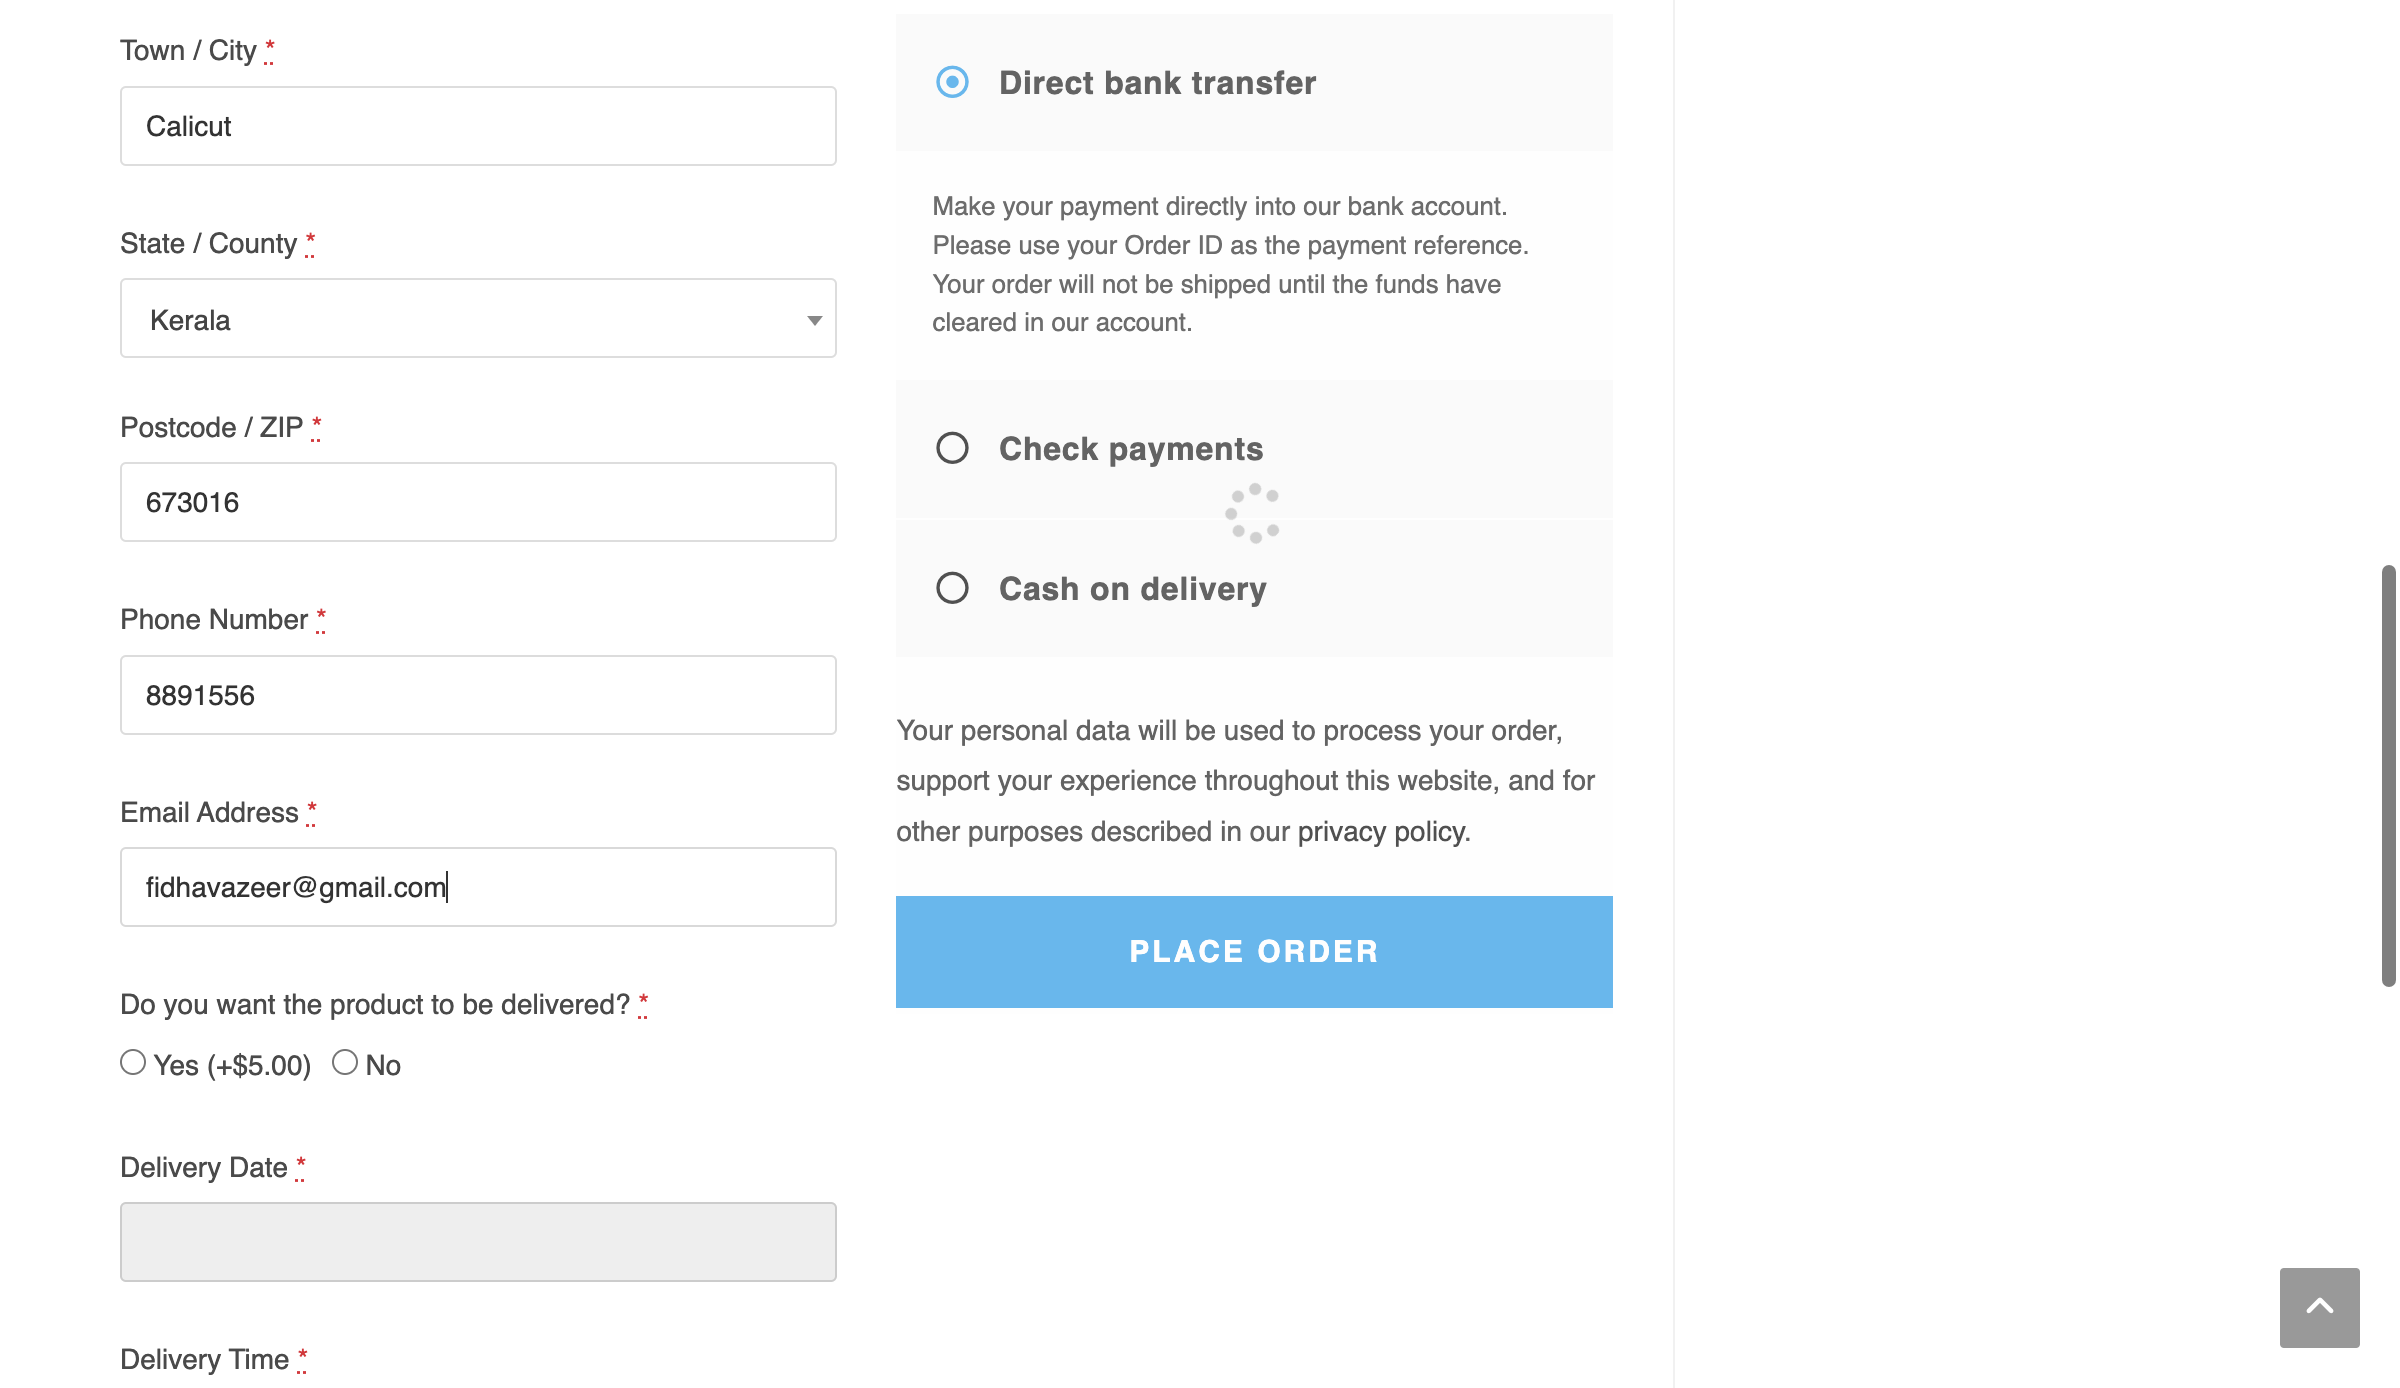 Town / City *
Calicut
State / County *
Kerala
Postcode / ZIP *
673016
Phone Number *
8891556
Email Address *
fidhavazeer@gmail.com
Do you want the product to be delivered? *
Yes (+$5.00) No
Delivery Date *
Delivery Time *
Direct bank transfer
Make your payment directly into our bank account.
Please use your Order ID as the payment reference.
Your order will not be shipped until the funds have
cleared in our account.
Check payments
Cash on delivery
Your personal data will be used to process your order,
support your experience throughout this website, and for
other purposes described in our privacy policy.
PLACE ORDER